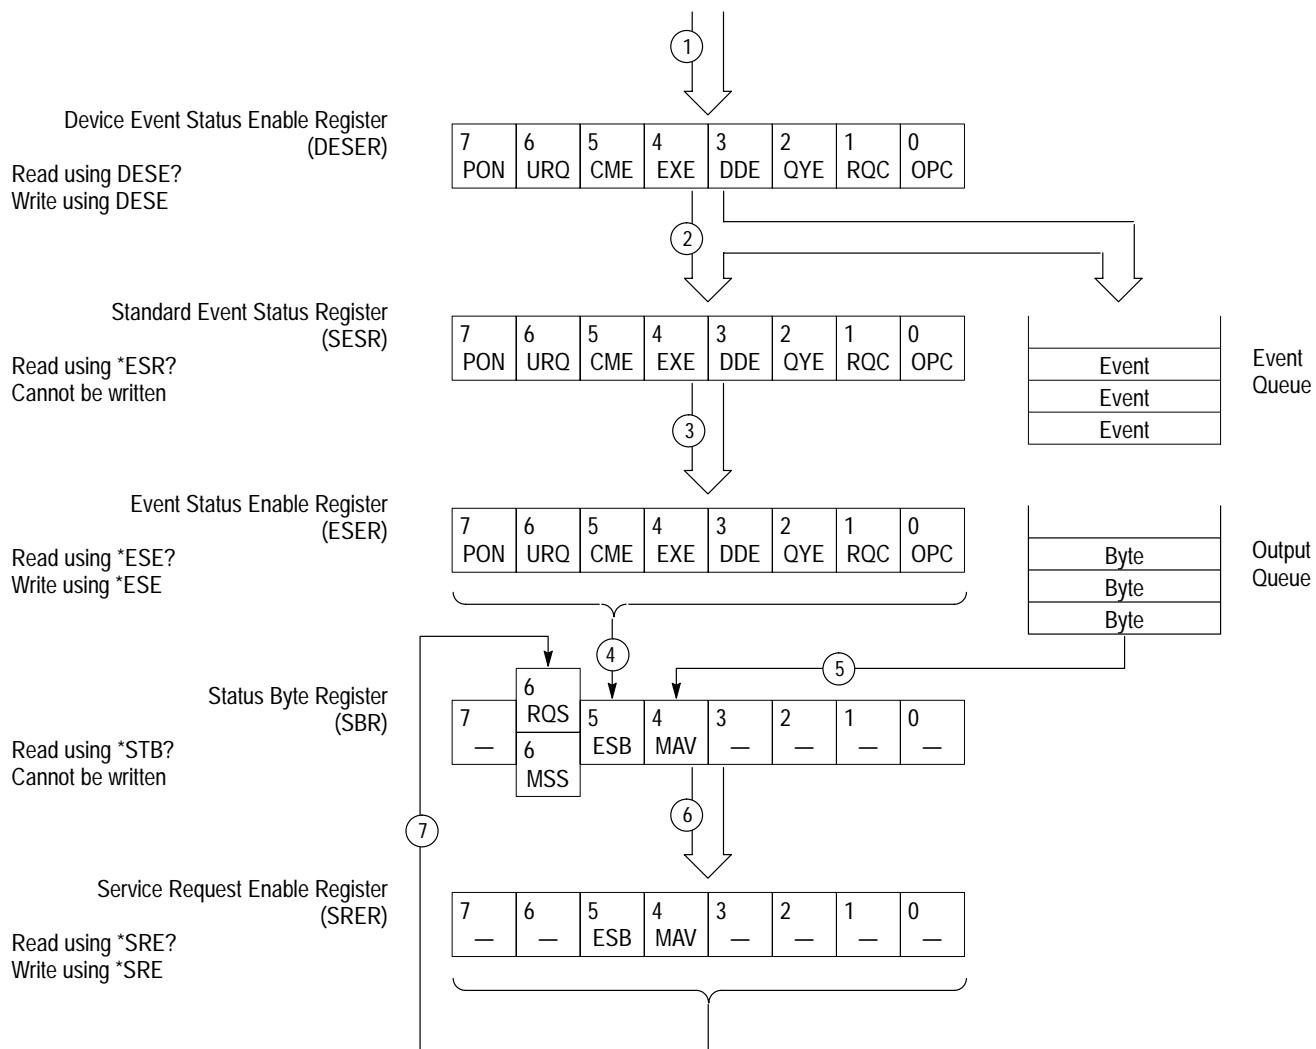 1
Device Event Status Enable Register
(DESER)
Read using DESE?
Write using DESE
7 6 5 4 3 2 1 0
PON URQ CME EXE DDE QYE RQC OPC
2
Standard Event Status Register
(SESR)
Read using *ESR?
Cannot be written
7 6 5 4 3 2 1 0
PON URQ CME EXE DDE QYE RQC OPC
Event
Event
Event
Event
Queue
3
Event Status Enable Register
(ESER)
Read using *ESE?
Write using *ESE
7 6 5 4 3 2 1 0
PON URQ CME EXE DDE QYE RQC OPC
Byte
Byte
Byte
Output
Queue
4
5
Status Byte Register
(SBR)
Read using *STB?
Cannot be written
6
RQS
7 5 4 3 2 1 0
— ESB MAV — — — —
6
MSS
7
6
Service Request Enable Register
(SRER)
Read using *SRE?
Write using *SRE
7 6 5 4 3 2 1 0
— — ESB MAV — — — —